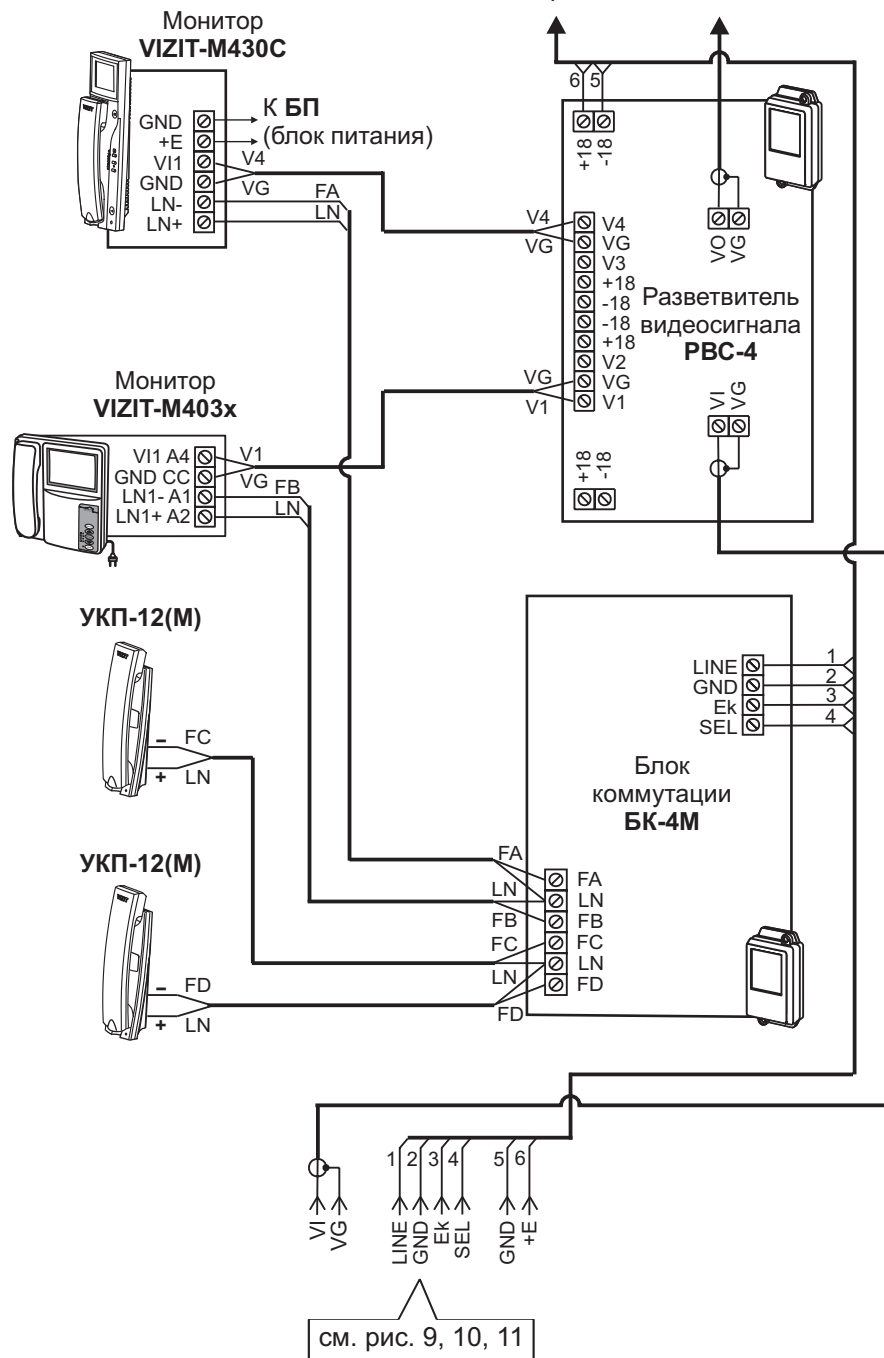 Монитор
VIZIT-M430C
GND
+E
VI1
GND
LN-
LN+
К БП
(блок питания)
V4
VG
FA
LN
6
5
+18
-18
VO
VG
V4
VG
V4
VG
V3
+18
-18
-18
+18
V2
VG
V1
VG
V1
Разветвитель
видеосигнала
РВС-4
VI
VG
+18
-18
Монитор
VIZIT-M403x
VI1 A4
GND CC
LN1- A1
LN1+ A2
V1
VG
FB
LN
УКП-12(М)
VIZIT
–
+
FC
LN
LINE
GND
Ek
SEL
1
2
3
4
Блок
коммутации
БК-4М
УКП-12(М)
VIZIT
–
+
FD
LN
FA
LN
FB
FC
LN
FD
FA
LN
FB
FC
LN
FD
1
2
3
4
5
6
VI
VG
LINE
GND
Ek
SEL
GND
+E
см. рис. 9, 10, 11